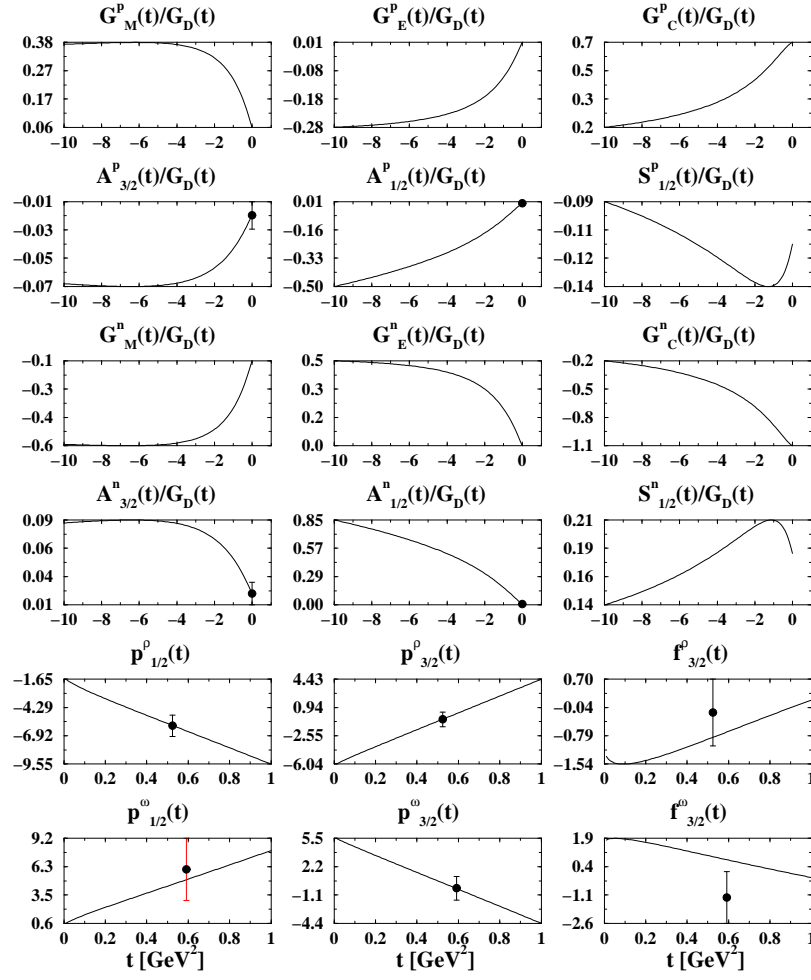 G^p_M(t)/G_D(t) G^p_E(t)/G_D(t) G^p_C(t)/G_D(t)
0.38 0.01 0.7
0.27 −0.08 0.5
0.17 −0.18 0.3
0.06 −0.28 0.2
−10 −8 −6 −4 −2 0 −10 −8 −6 −4 −2 0 −10 −8 −6 −4 −2 0
A^p_3/2(t)/G_D(t) A^p_1/2(t)/G_D(t) S^p_1/2(t)/G_D(t)
−0.01 0.01 −0.09
−0.03 −0.16 −0.11
−0.05 −0.33 −0.13
−0.07 −0.50 −0.14
−10 −8 −6 −4 −2 0 −10 −8 −6 −4 −2 0 −10 −8 −6 −4 −2 0
G^n_M(t)/G_D(t) G^n_E(t)/G_D(t) G^n_C(t)/G_D(t)
−0.1 0.5 −0.2
−0.3 0.3 −0.5
−0.4 0.2 −0.8
−0.6 0.0 −1.1
−10 −8 −6 −4 −2 0 −10 −8 −6 −4 −2 0 −10 −8 −6 −4 −2 0
A^n_3/2(t)/G_D(t) A^n_1/2(t)/G_D(t) S^n_1/2(t)/G_D(t)
0.09 0.85 0.21
0.06 0.57 0.19
0.04 0.29 0.16
0.01 0.00 0.14
−10 −8 −6 −4 −2 0 −10 −8 −6 −4 −2 0 −10 −8 −6 −4 −2 0
p^ρ_1/2(t) p^ρ_3/2(t) f^ρ_3/2(t)
−1.65 4.43 0.70
−4.29 0.94 −0.04
−6.92 −2.55 −0.79
−9.55 −6.04 −1.54
0 0.2 0.4 0.6 0.8 1 0 0.2 0.4 0.6 0.8 1 0 0.2 0.4 0.6 0.8 1
p^ω_1/2(t) p^ω_3/2(t) f^ω_3/2(t)
9.2 5.5 1.9
6.3 2.2 0.4
3.5 −1.1 −1.1
0.6 −4.4 −2.6
0 0.2 0.4 0.6 0.8 1 0 0.2 0.4 0.6 0.8 1 0 0.2 0.4 0.6 0.8 1
t [GeV^2] t [GeV^2] t [GeV^2]